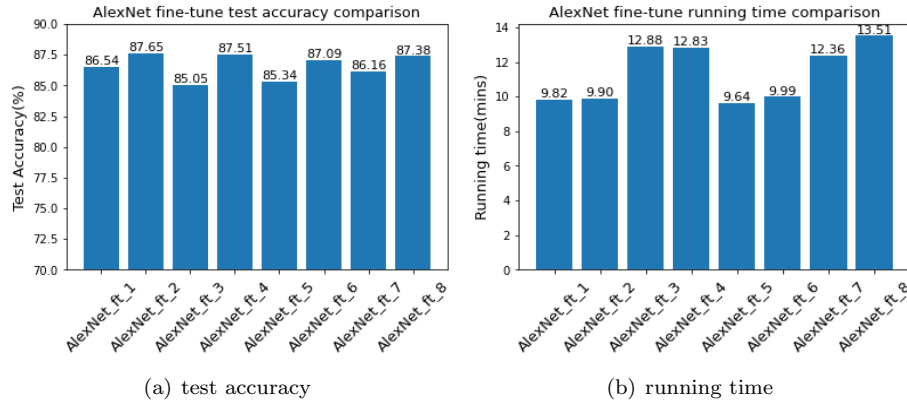 AlexNet fine-tune test accuracy comparison
90.0
87.5
85.0
82.5
80.0
77.5
75.0
72.5
70.0
Test Accuracy(%)
86.54
87.65
85.05
87.51
85.34
87.09
86.16
87.38
AlexNet_ft_1
AlexNet_ft_2
AlexNet_ft_3
AlexNet_ft_4
AlexNet_ft_5
AlexNet_ft_6
AlexNet_ft_7
AlexNet_ft_8
(a) test accuracy
AlexNet fine-tune running time comparison
14
12
10
8
6
4
2
0
Running time(mins)
9.82
9.90
12.88
12.83
9.64
9.99
12.36
13.51
AlexNet_ft_1
AlexNet_ft_2
AlexNet_ft_3
AlexNet_ft_4
AlexNet_ft_5
AlexNet_ft_6
AlexNet_ft_7
AlexNet_ft_8
(b) running time